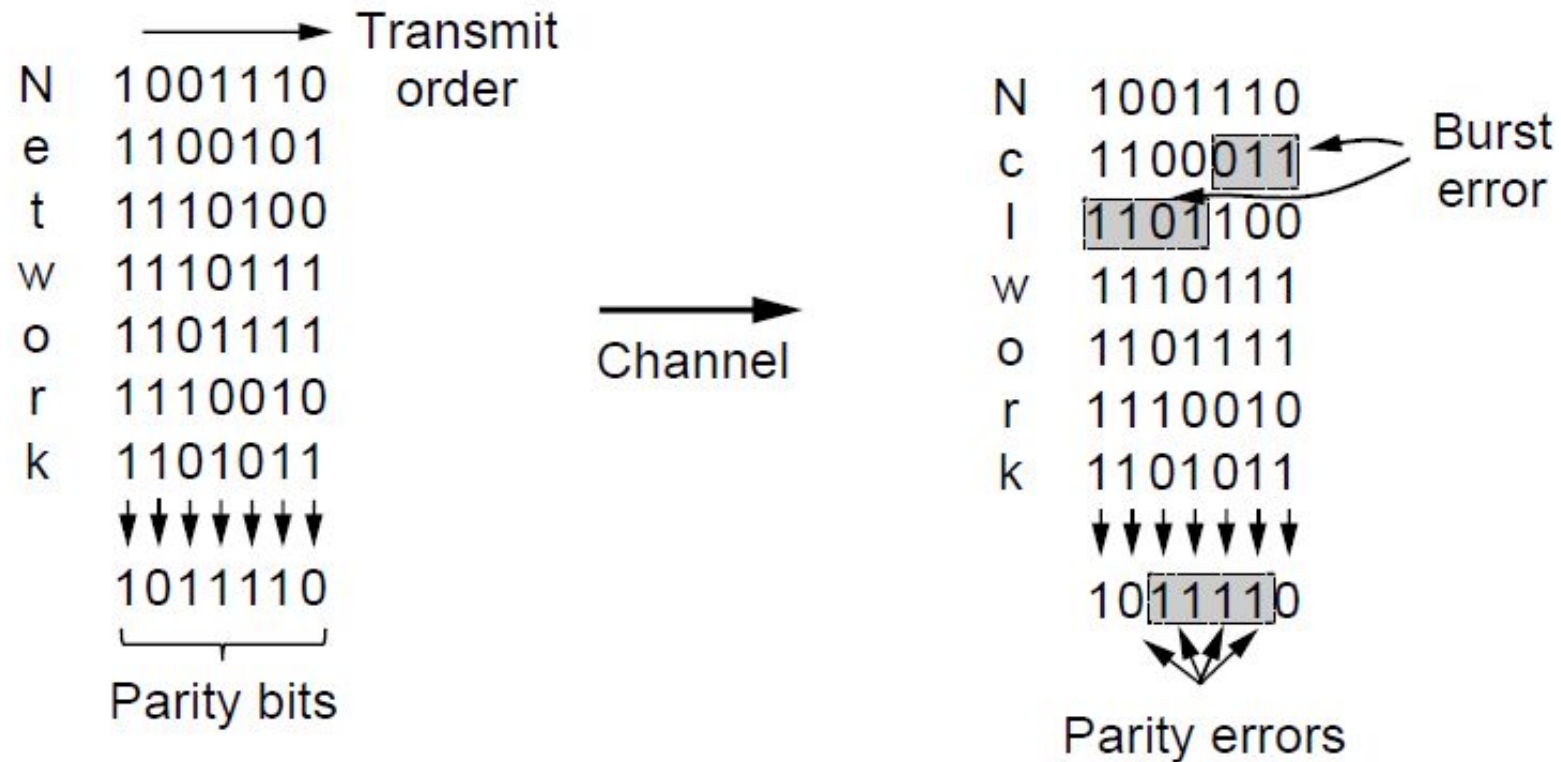 Transmit
order
N 1001110
e 1100101
t 1110100
w 1110111
o 1101111
r 1110010
k 1101011
1011110
Parity bits
Channel
N 1001110
c 1100011
l 1101100
w 1110111
o 1101111
r 1110010
k 1101011
1011110
Burst
error
Parity errors